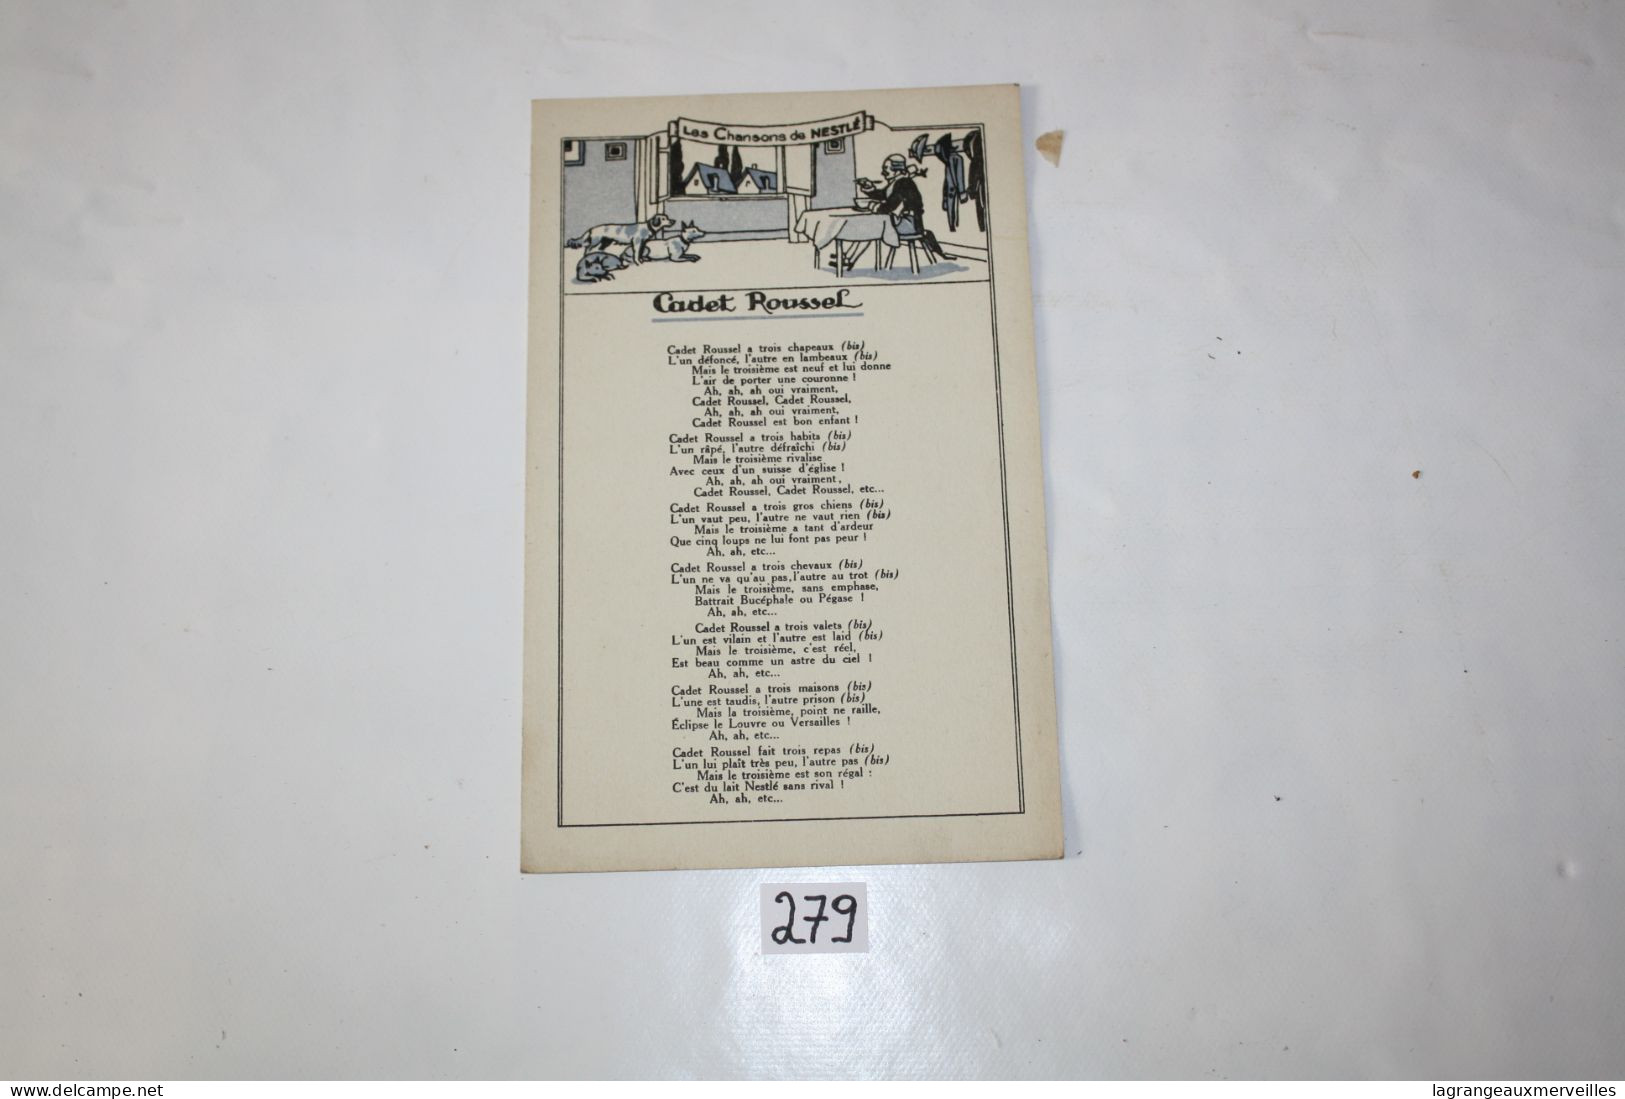 Les Chansons de NESTLÉ
Cadet Roussel
Cadet Roussel a trois chapeaux (bis)
L'un défoncé, l'autre en lambeaux (bis)
Mais le troisième est neuf et lui donne
L'air de porter une couronne !
Ah, ah, ah oui vraiment,
Cadet Roussel, Cadet Roussel,
Ah, ah, ah oui vraiment,
Cadet Roussel est bon enfant !
Cadet Roussel a trois habits (bis)
L'un râpé, l'autre défraîchi (bis)
Mais le troisième rivalise
Avec ceux d'un suisse d'église !
Ah, ah, ah oui vraiment,
Cadet Roussel, Cadet Roussel, etc...
Cadet Roussel a trois gros chiens (bis)
L'un vaut peu, l'autre ne vaut rien (bis)
Mais le troisième a tant d'ardeur
Que cinq loups ne lui font pas peur !
Ah, ah, etc...
Cadet Roussel a trois chevaux (bis)
L'un ne va qu'au pas, l'autre au trot (bis)
Mais le troisième, sans emphase,
Battrait Bucéphale ou Pégase !
Ah, ah, etc...
Cadet Roussel a trois valets (bis)
L'un est vilain et l'autre est laid (bis)
Mais le troisième, c'est réel,
Est beau comme un astre du ciel !
Ah, ah, etc...
Cadet Roussel a trois maisons (bis)
L'une est taudis, l'autre prison (bis)
Mais la troisième, point ne raille,
Éclipse le Louvre ou Versailles !
Ah, ah, etc...
Cadet Roussel fait trois repas (bis)
L'un lui plaît très peu, l'autre pas (bis)
Mais le troisième est son régal :
C'est du lait Nestlé sans rival !
Ah, ah, etc...
279
Delcampe.net
lagrangeauxmerveilles